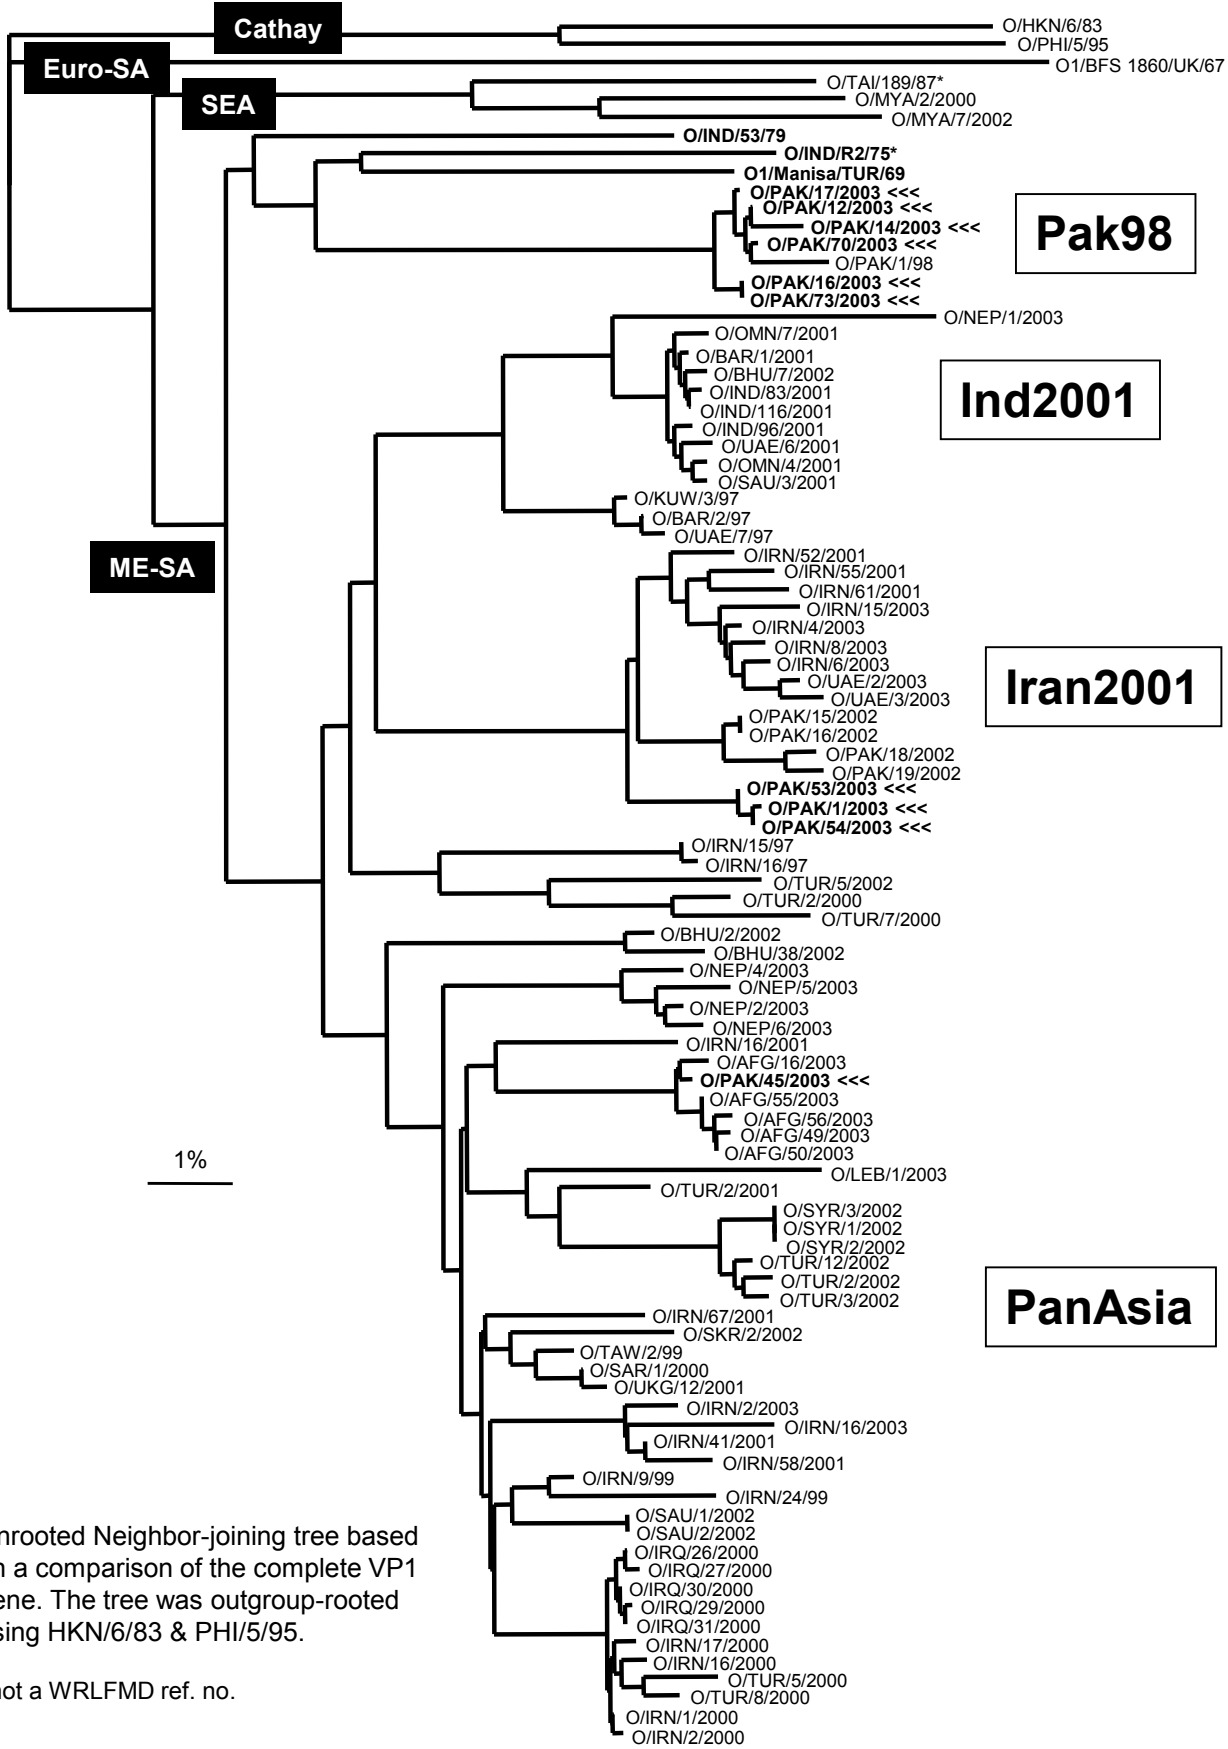 Cathay
O/HKN/6/83
O/PHI/5/95
Euro-SA
O1/BFS 1860/UK/67
SEA
O/TAI/189/87*
O/MYA/2/2000
O/MYA/7/2002
O/IND/53/79
O/IND/R2/75*
O1/Manisa/TUR/69
O/PAK/17/2003 <<<
O/PAK/12/2003 <<<
O/PAK/14/2003 <<<
O/PAK/70/2003 <<<
O/PAK/1/98
O/PAK/16/2003 <<<
O/PAK/73/2003 <<<
Pak98
O/NEP/1/2003
O/OMN/7/2001
O/BAR/1/2001
O/BHU/7/2002
O/IND/83/2001
O/IND/116/2001
O/IND/96/2001
O/UAE/6/2001
O/OMN/4/2001
O/SAU/3/2001
Ind2001
O/KUW/3/97
O/BAR/2/97
O/UAE/7/97
ME-SA
O/IRN/52/2001
O/IRN/55/2001
O/IRN/61/2001
O/IRN/15/2003
O/IRN/4/2003
O/IRN/8/2003
O/IRN/6/2003
O/UAE/2/2003
O/UAE/3/2003
O/PAK/15/2002
O/PAK/16/2002
O/PAK/18/2002
O/PAK/19/2002
O/PAK/53/2003 <<<
O/PAK/1/2003 <<<
O/PAK/54/2003 <<<
Iran2001
O/IRN/15/97
O/IRN/16/97
O/TUR/5/2002
O/TUR/2/2000
O/TUR/7/2000
O/BHU/2/2002
O/BHU/38/2002
O/NEP/4/2003
O/NEP/5/2003
O/NEP/2/2003
O/NEP/6/2003
O/IRN/16/2001
O/AFG/16/2003
O/PAK/45/2003 <<<
O/AFG/55/2003
O/AFG/56/2003
O/AFG/49/2003
O/AFG/50/2003
1%
O/LEB/1/2003
O/TUR/2/2001
O/SYR/3/2002
O/SYR/1/2002
O/SYR/2/2002
O/TUR/12/2002
O/TUR/2/2002
O/TUR/3/2002
PanAsia
O/IRN/67/2001
O/SKR/2/2002
O/TAW/2/99
O/SAR/1/2000
O/UKG/12/2001
O/IRN/2/2003
O/IRN/16/2003
O/IRN/41/2001
O/IRN/58/2001
O/IRN/9/99
O/IRN/24/99
O/SAU/1/2002
O/SAU/2/2002
O/IRQ/26/2000
O/IRQ/27/2000
O/IRQ/30/2000
O/IRQ/29/2000
O/IRQ/31/2000
O/IRN/17/2000
O/IRN/16/2000
O/TUR/5/2000
O/TUR/8/2000
O/IRN/1/2000
O/IRN/2/2000
nrooted Neighbor-joining tree based
n a comparison of the complete VP1
ene. The tree was outgroup-rooted
sing HKN/6/83 & PHI/5/95.
not a WRLFMD ref. no.